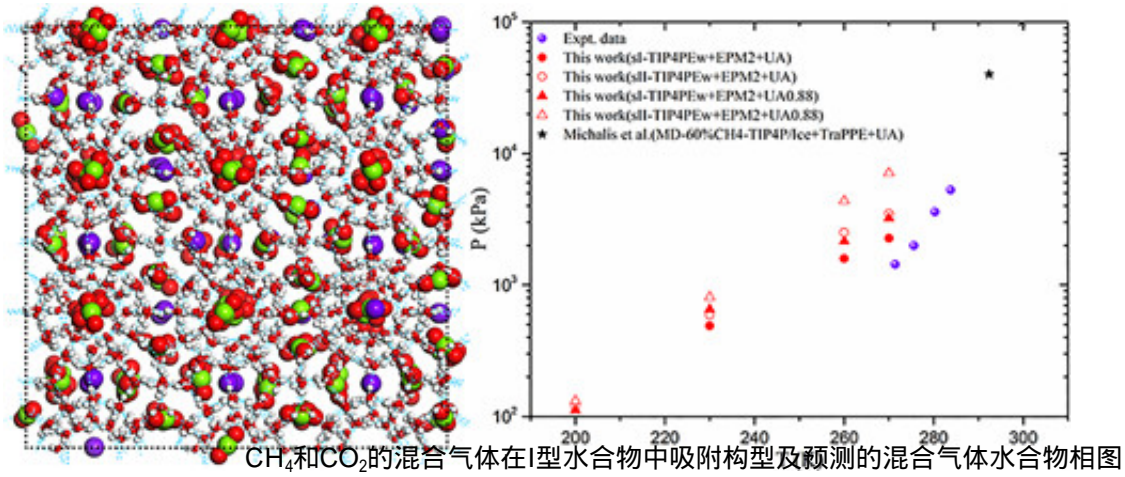 10⁵
10⁴
10³
10²
P (kPa)
Expt. data
This work(sI-TIP4PEw+EPM2+UA)
This work(sII-TIP4PEw+EPM2+UA)
This work(sI-TIP4PEw+EPM2+UA0.88)
This work(sII-TIP4PEw+EPM2+UA0.88)
Michalis et al.(MD-60%CH4-TIP4P/Ice+TraPPE+UA)
200 220 240 260 280 300
CH₄和CO₂的混合气体在I型水合物中吸附构型及预测的混合气体水合物相图